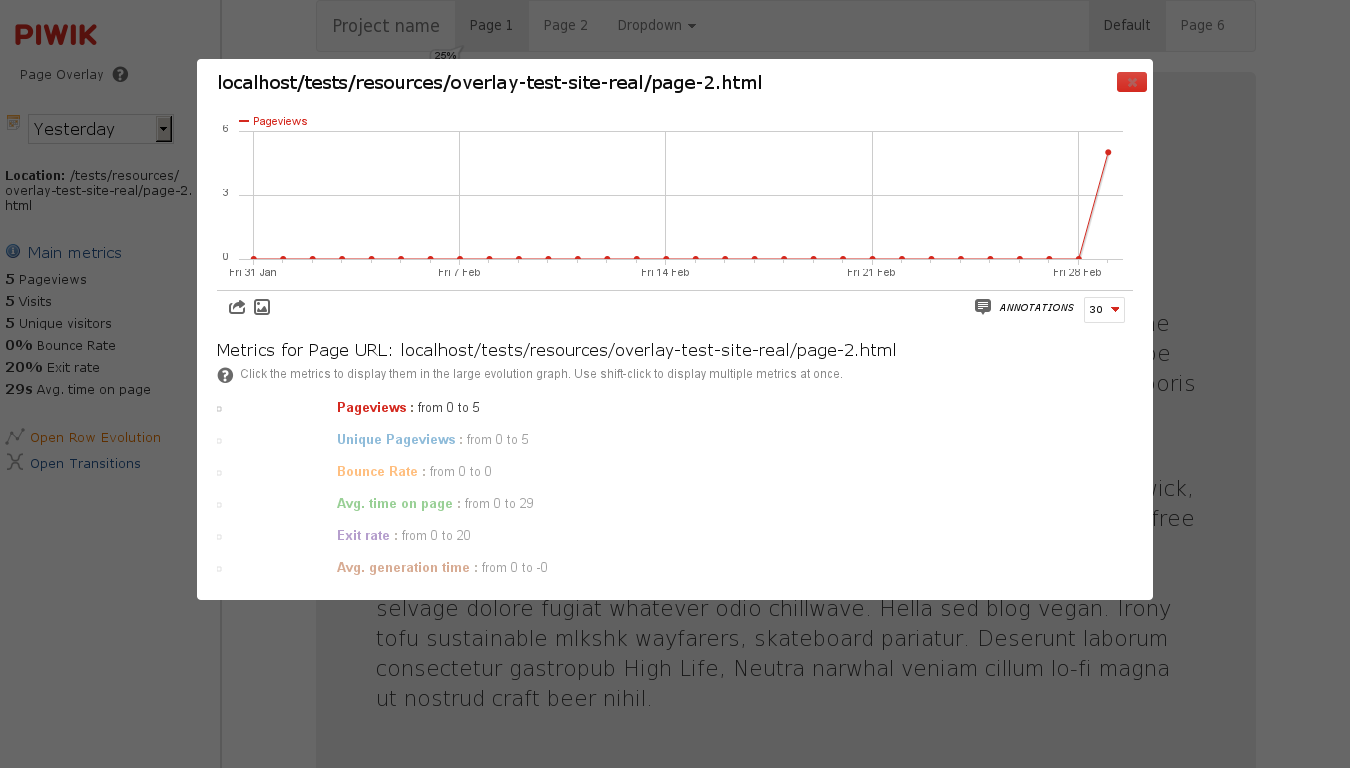 PIWIK
Page Overlay ?
Yesterday
Location: /tests/resources/
overlay-test-site-real/page-2.
html
Main metrics
5 Pageviews
5 Visits
5 Unique visitors
0% Bounce Rate
20% Exit rate
29s Avg. time on page
Open Row Evolution
Open Transitions
Project name Page 1 Page 2 Dropdown Default Page 6
25%
localhost/tests/resources/overlay-test-site-real/page-2.html
Pageviews
6
3
0
Fri 31 Jan Fri 7 Feb Fri 14 Feb Fri 21 Feb Fri 28 Feb
ANNOTATIONS 30
Metrics for Page URL: localhost/tests/resources/overlay-test-site-real/page-2.html
? Click the metrics to display them in the large evolution graph. Use shift-click to display multiple metrics at once.
Pageviews : from 0 to 5
Unique Pageviews : from 0 to 5
Bounce Rate : from 0 to 0
Avg. time on page : from 0 to 29
Exit rate : from 0 to 20
Avg. generation time : from 0 to -0
free
selvage dolore fugiat whatever odio chillwave. Hella sed blog vegan. Irony
tofu sustainable mlkshk wayfarers, skateboard pariatur. Deserunt laborum
consectetur gastropub High Life, Neutra narwhal veniam cillum lo-fi magna
ut nostrud craft beer nihil.